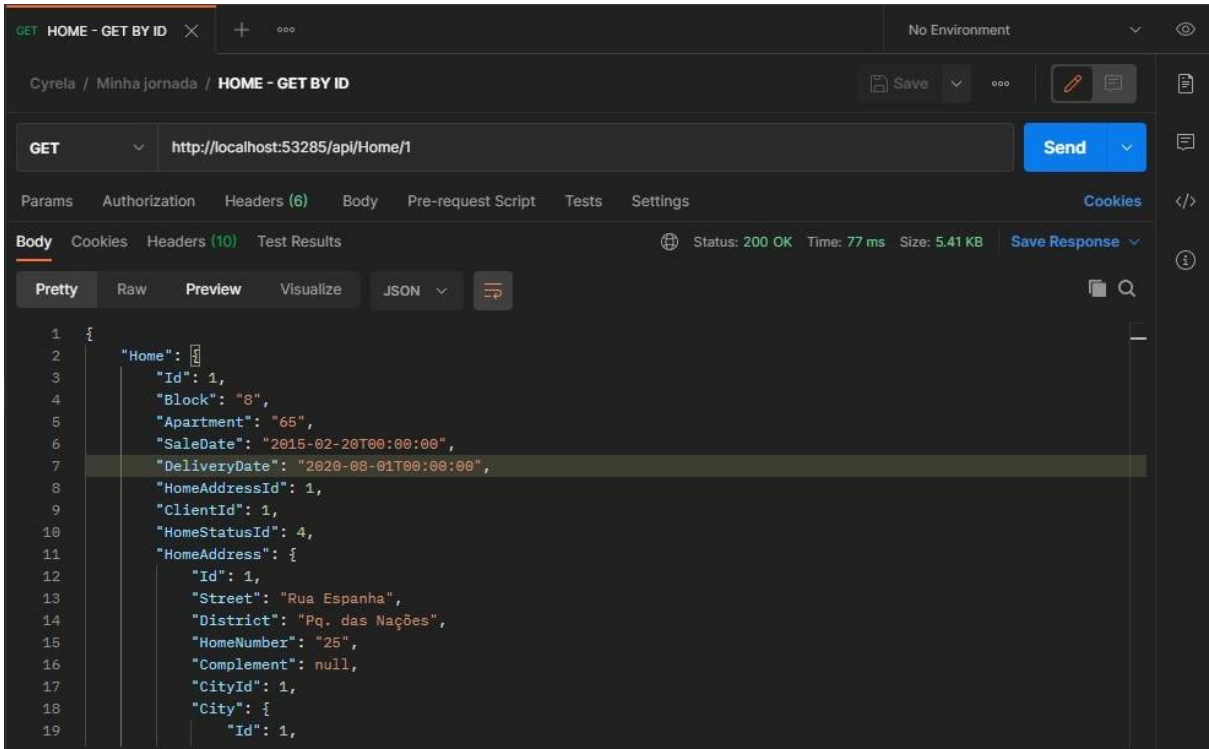 GET HOME - GET BY ID No Environment
Cyrela / Minha jornada / HOME - GET BY ID Save
GET http://localhost:53285/api/Home/1 Send
Params Authorization Headers (6) Body Pre-request Script Tests Settings Cookies
Body Cookies Headers (10) Test Results Status: 200 OK Time: 77 ms Size: 5.41 KB Save Response
Pretty Raw Preview Visualize JSON
1 {
2 "Home": {
3 "Id": 1,
4 "Block": "8",
5 "Apartment": "65",
6 "SaleDate": "2015-02-20T00:00:00",
7 "DeliveryDate": "2020-08-01T00:00:00",
8 "HomeAddressId": 1,
9 "ClientId": 1,
10 "HomeStatusId": 4,
11 "HomeAddress": {
12 "Id": 1,
13 "Street": "Rua Espanha",
14 "District": "Pq. das Nações",
15 "HomeNumber": "25",
16 "Complement": null,
17 "CityId": 1,
18 "City": {
19 "Id": 1,